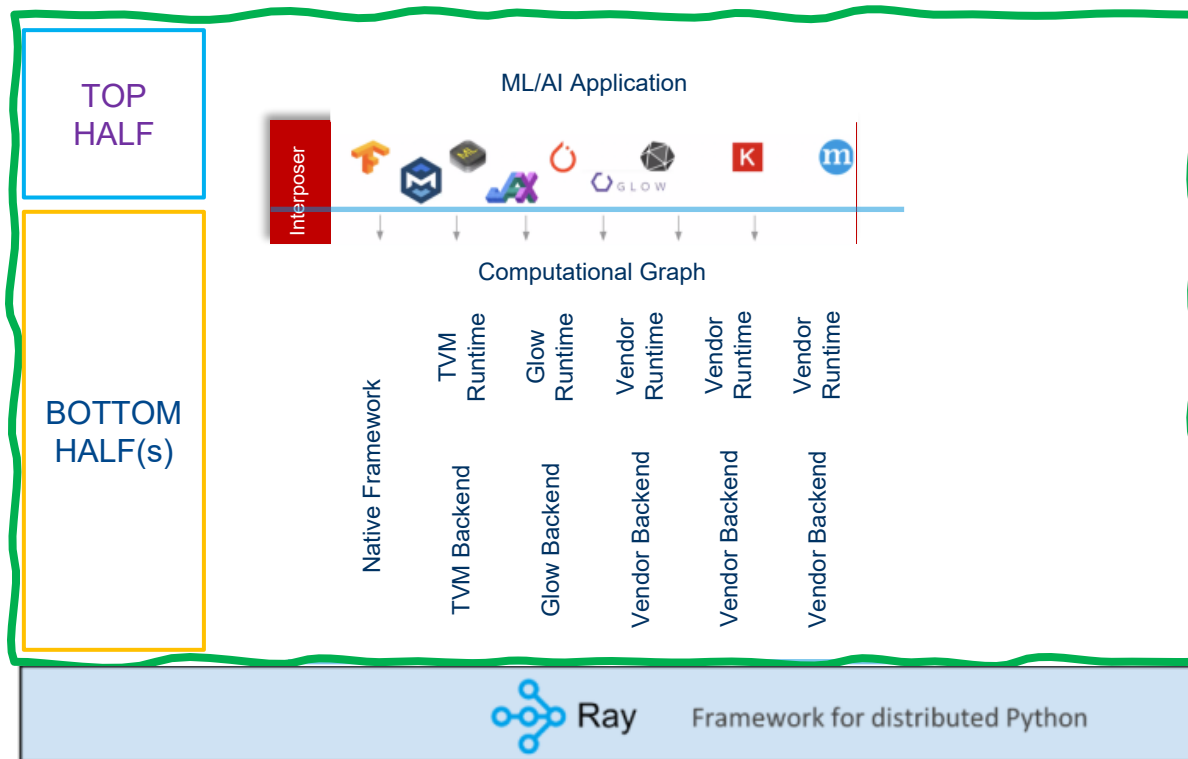 TOP
HALF
ML/AI Application
Interposer
ML
JAX
GLOW
K
m
Computational Graph
BOTTOM
HALF(s)
Native Framework
TVM
Runtime
Glow
Runtime
Vendor
Runtime
Vendor
Runtime
Vendor
Runtime
TVM Backend
Glow Backend
Vendor Backend
Vendor Backend
Vendor Backend
Ray
Framework for distributed Python